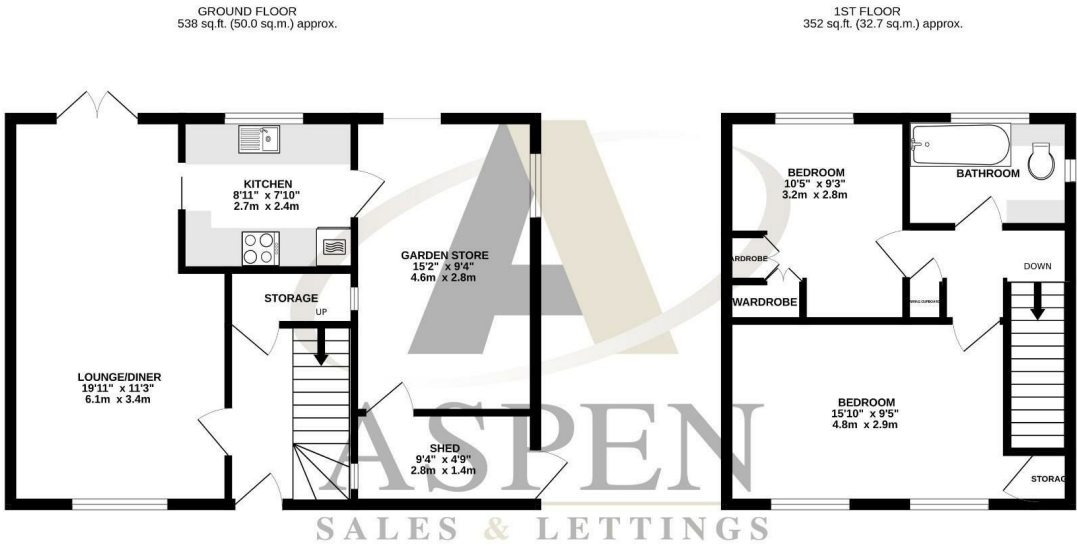 GROUND FLOOR
538 sq.ft. (50.0 sq.m.) approx.
1ST FLOOR
352 sq.ft. (32.7 sq.m.) approx.
KITCHEN
8'11" x 7'10"
2.7m x 2.4m
GARDEN STORE
15'2" x 9'4"
4.6m x 2.8m
STORAGE
UP
LOUNGE/DINER
19'11" x 11'3"
6.1m x 3.4m
SHED
9'4" x 4'9"
2.8m x 1.4m
BEDROOM
10'5" x 9'3"
3.2m x 2.8m
BATHROOM
ARDROBE
WARDROBE
DOWN
BEDROOM
15'10" x 9'5"
4.8m x 2.9m
STORAG
ASPEN
SALES & LETTINGS